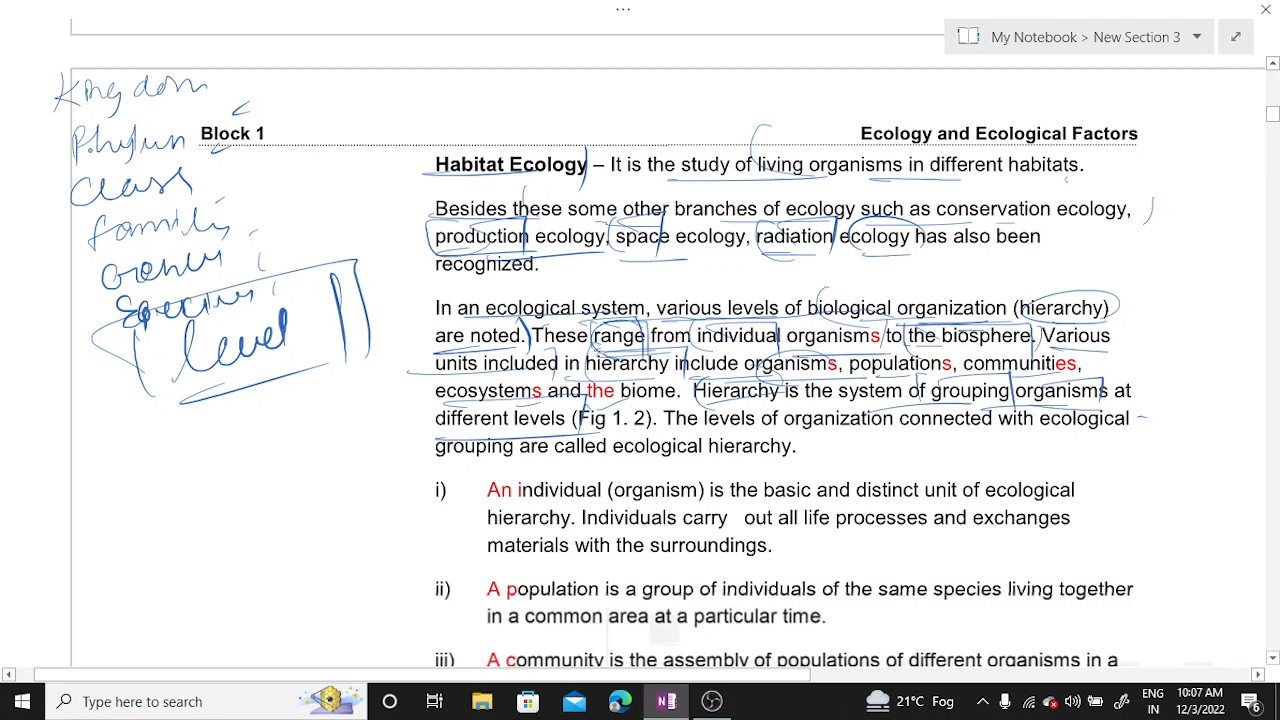 ...
My Notebook > New Section 3
Kingdom
Phylum
Class
family
Genus
Species
level
Block 1
Ecology and Ecological Factors
Habitat Ecology – It is the study of living organisms in different habitats.
Besides these some other branches of ecology such as conservation ecology,
production ecology, space ecology, radiation ecology has also been
recognized.
In an ecological system, various levels of biological organization (hierarchy)
are noted. These range from individual organisms to the biosphere. Various
units included in hierarchy include organisms, populations, communities,
ecosystems and the biome. Hierarchy is the system of grouping organisms at
different levels (Fig 1. 2). The levels of organization connected with ecological
grouping are called ecological hierarchy.
i) An individual (organism) is the basic and distinct unit of ecological
hierarchy. Individuals carry out all life processes and exchanges
materials with the surroundings.
ii) A population is a group of individuals of the same species living together
in a common area at a particular time.
iii) A community is the assembly of populations of different organisms in a
Type here to search
21°C Fog
ENG
IN
10:07 AM
12/3/2022
6